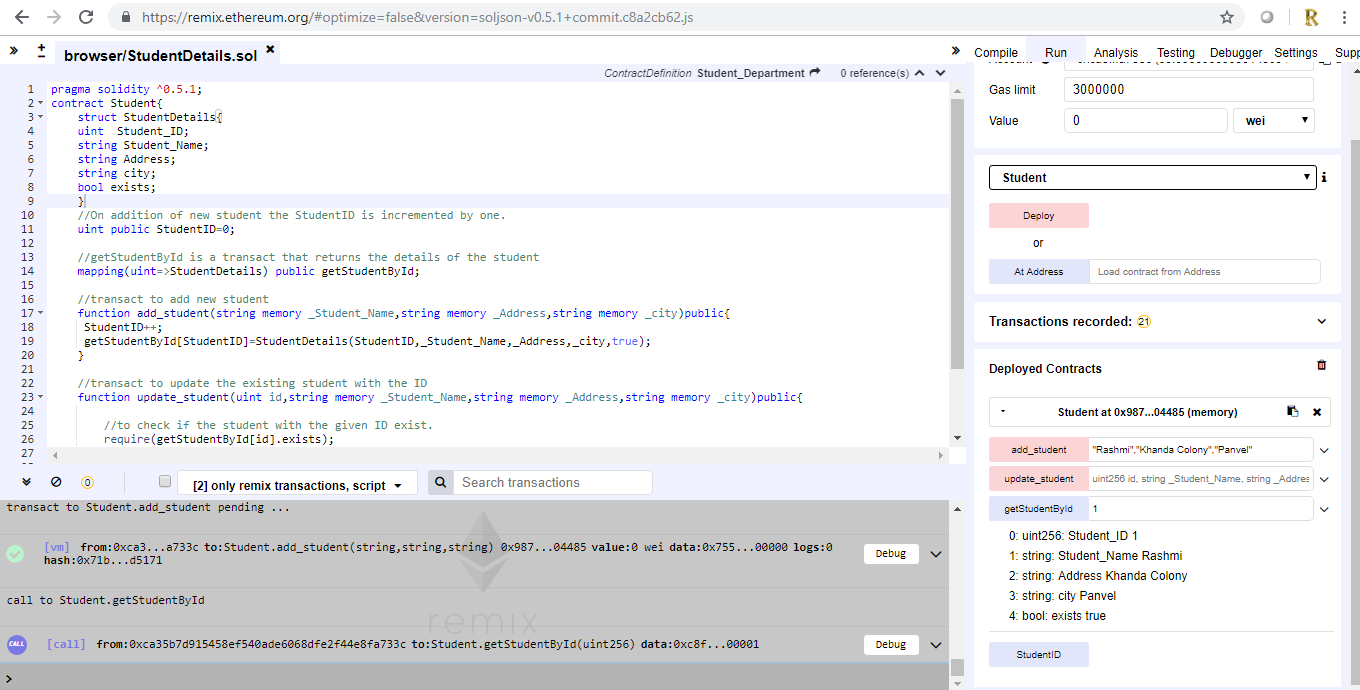 https://remix.ethereum.org/#optimize=false&version=soljson-v0.5.1+commit.c8a2cb62.js
browser/StudentDetails.sol
Compile Run Analysis Testing Debugger Settings Supp
ContractDefinition Student_Department 0 reference(s)
1 pragma solidity ^0.5.1;
2 contract Student{
3 struct StudentDetails{
4 uint  Student_ID;
5 string Student_Name;
6 string Address;
7 string city;
8 bool exists;
9 }
10 //On addition of new student the StudentID is incremented by one.
11 uint public StudentID=0;
12
13 //getStudentById is a transact that returns the details of the student
14 mapping(uint=>StudentDetails) public getStudentById;
15
16 //transact to add new student
17 function add_student(string memory _Student_Name,string memory _Address,string memory _city)public{
18 StudentID++;
19 getStudentById[StudentID]=StudentDetails(StudentID,_Student_Name,_Address,_city,true);
20 }
21
22 //transact to update the existing student with the ID
23 function update_student(uint id,string memory _Student_Name,string memory _Address,string memory _city)public{
24
25 //to check if the student with the given ID exist.
26 require(getStudentById[id].exists);
27
0
[2] only remix transactions, script
Search transactions
transact to Student.add_student pending ...
[vm] from:0xca3...a733c to:Student.add_student(string,string,string) 0x987...04485 value:0 wei data:0x755...00000 logs:0
hash:0x71b...d5171
Debug
call to Student.getStudentById
remix
CALL [call] from:0xca35b7d915458ef540ade6068dfe2f44e8fa733c to:Student.getStudentById(uint256) data:0xc8f...00001
Debug
>
Gas limit 3000000
Value 0 wei
Student
Deploy
or
At Address Load contract from Address
Transactions recorded: 21
Deployed Contracts
Student at 0x987...04485 (memory)
add_student "Rashmi","Khanda Colony","Panvel"
update_student uint256 id, string _Student_Name, string _Addres
getStudentById 1
0: uint256: Student_ID 1
1: string: Student_Name Rashmi
2: string: Address Khanda Colony
3: string: city Panvel
4: bool: exists true
StudentID